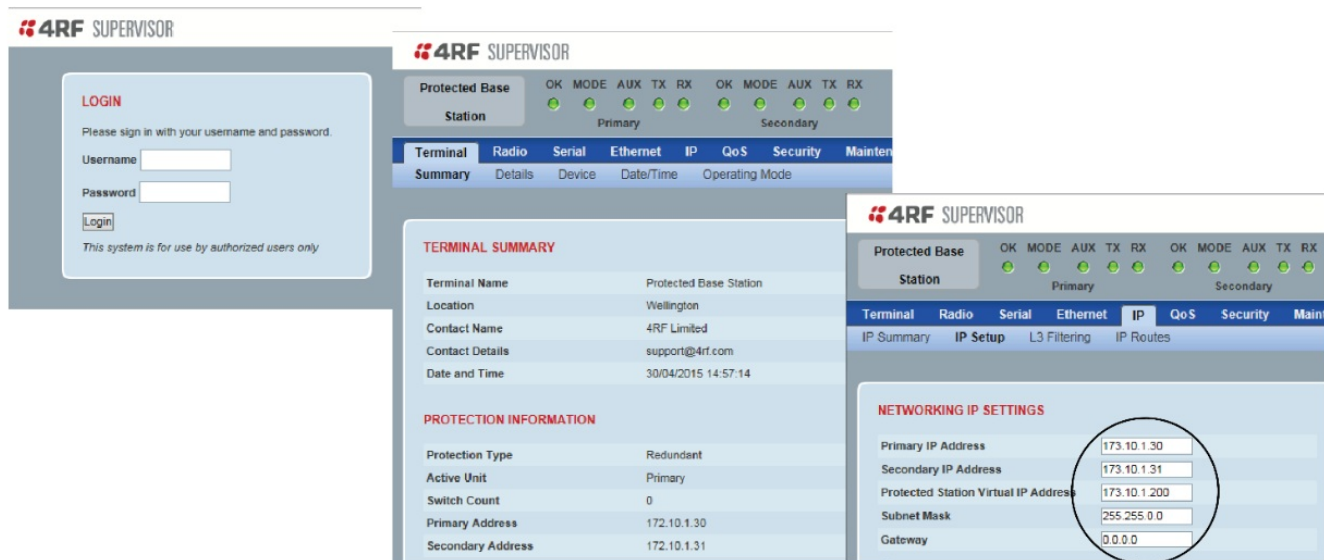 4RF SUPERVISOR
LOGIN
Please sign in with your username and password.
Username
Password
Login
This system is for use by authorized users only
4RF SUPERVISOR
Protected Base Station
OK MODE AUX TX RX OK MODE AUX TX RX
Primary Secondary
Terminal Radio Serial Ethernet IP QoS Security Mainten
Summary Details Device Date/Time Operating Mode
TERMINAL SUMMARY
Terminal Name Protected Base Station
Location Wellington
Contact Name 4RF Limited
Contact Details support@4rf.com
Date and Time 30/04/2015 14:57:14
PROTECTION INFORMATION
Protection Type Redundant
Active Unit Primary
Switch Count 0
Primary Address 172.10.1.30
Secondary Address 172.10.1.31
4RF SUPERVISOR
Protected Base Station
OK MODE AUX TX RX OK MODE AUX TX RX
Primary Secondary
Terminal Radio Serial Ethernet IP QoS Security Maint
IP Summary IP Setup L3 Filtering IP Routes
NETWORKING IP SETTINGS
Primary IP Address 173.10.1.30
Secondary IP Address 173.10.1.31
Protected Station Virtual IP Address 173.10.1.200
Subnet Mask 255.255.0.0
Gateway 0.0.0.0